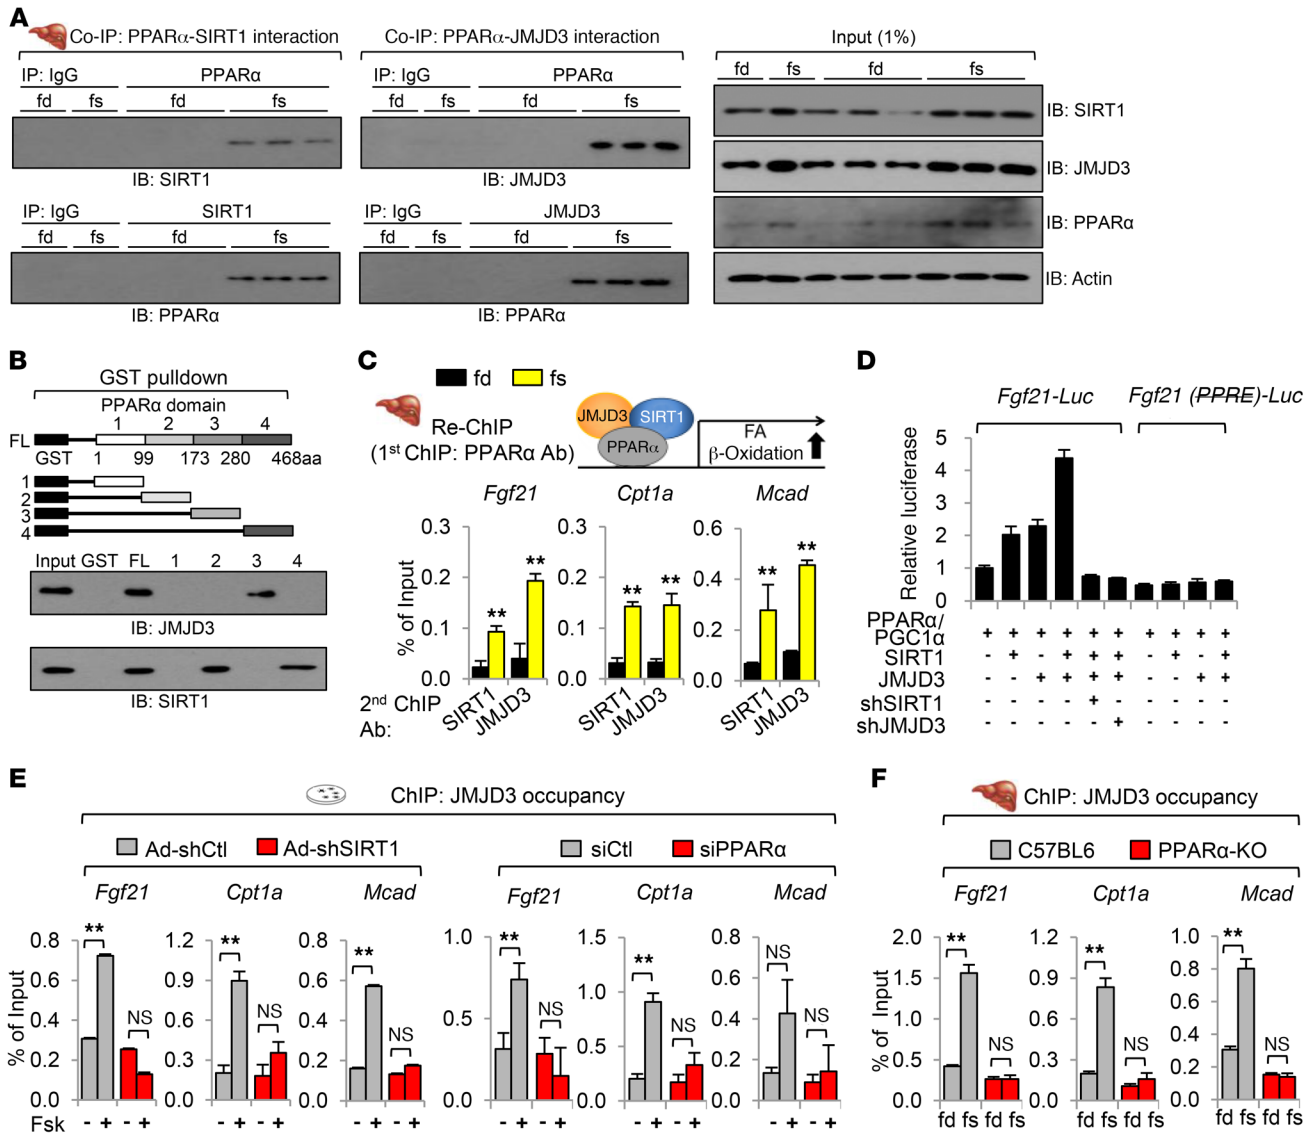 A
Co-IP: PPARα-SIRT1 interaction
IP: IgG PPARα
fd fs fd fs
IB: SIRT1
IP: IgG SIRT1
fd fs fd fs
IB: PPARα
Co-IP: PPARα-JMJD3 interaction
IP: IgG PPARα
fd fs fd fs
IB: JMJD3
IP: IgG JMJD3
fd fs fd fs
IB: PPARα
Input (1%)
fd fs fd fs
IB: SIRT1
IB: JMJD3
IB: PPARα
IB: Actin
B
GST pulldown
PPARα domain
1 2 3 4
FL
GST 1 99 173 280 468aa
1
2
3
4
Input GST FL 1 2 3 4
IB: JMJD3
IB: SIRT1
C
fd fs
Re-ChIP
(1st ChIP: PPARα Ab)
JMJD3 SIRT1
PPARα
FA
β-Oxidation
Fgf21 Cpt1a Mcad
% of Input
0.3 0.3 0.6
0.2 0.2 0.4
0.1 0.1 0.2
0.0 0.0 0.0
** ** ** ** ** **
2nd ChIP
Ab:
SIRT1 JMJD3 SIRT1 JMJD3 SIRT1 JMJD3
D
Fgf21-Luc Fgf21 (PPRE)-Luc
Relative luciferase
5
4
3
2
1
0
PPARα/
PGC1α + + + + + + + + + +
SIRT1 - + - + + + - + - +
JMJD3 - - + + + + - - + +
shSIRT1 - - - - + - - - - -
shJMJD3 - - - - - + - - - -
E
ChIP: JMJD3 occupancy
Ad-shCtl Ad-shSIRT1
Fgf21 Cpt1a Mcad
% of Input
0.8 1.2 0.8
0.6 0.9 0.6
0.4 0.6 0.4
0.2 0.3 0.2
0.0 0.0 0.0
** NS ** NS ** NS
Fsk - + - + - + - + - + - +
siCtl siPPARα
Fgf21 Cpt1a Mcad
1.0 1.5 0.8
0.5 1.0 0.6
0.0 0.5 0.4
0.0 0.2
0.0
** NS ** NS NS NS
- + - + - + - + - + - +
F
ChIP: JMJD3 occupancy
C57BL6 PPARα-KO
Fgf21 Cpt1a Mcad
% of Input
2.0 1.2 1.0
1.5 0.9 0.8
1.0 0.6 0.6
0.5 0.3 0.4
0.0 0.0 0.2
0.0
** NS ** NS ** NS
fd fs fd fs fd fs fd fs fd fs fd fs